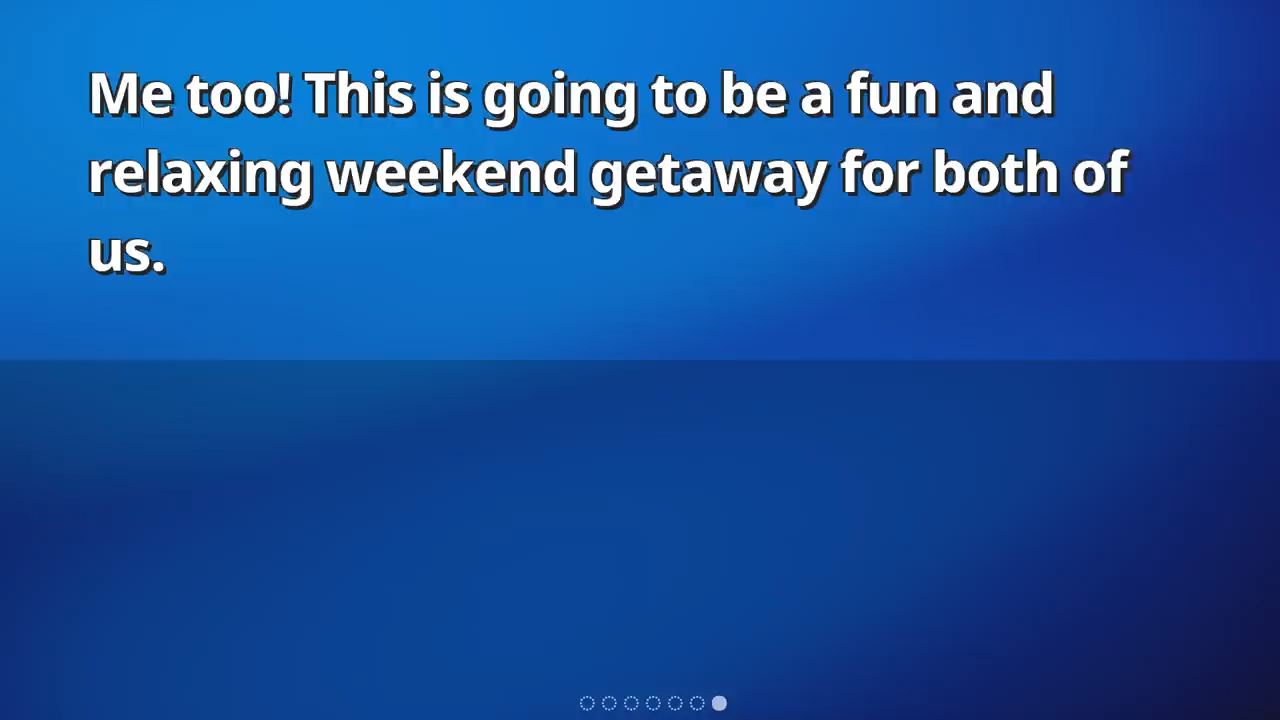 Me too! This is going to be a fun and
relaxing weekend getaway for both of
us.